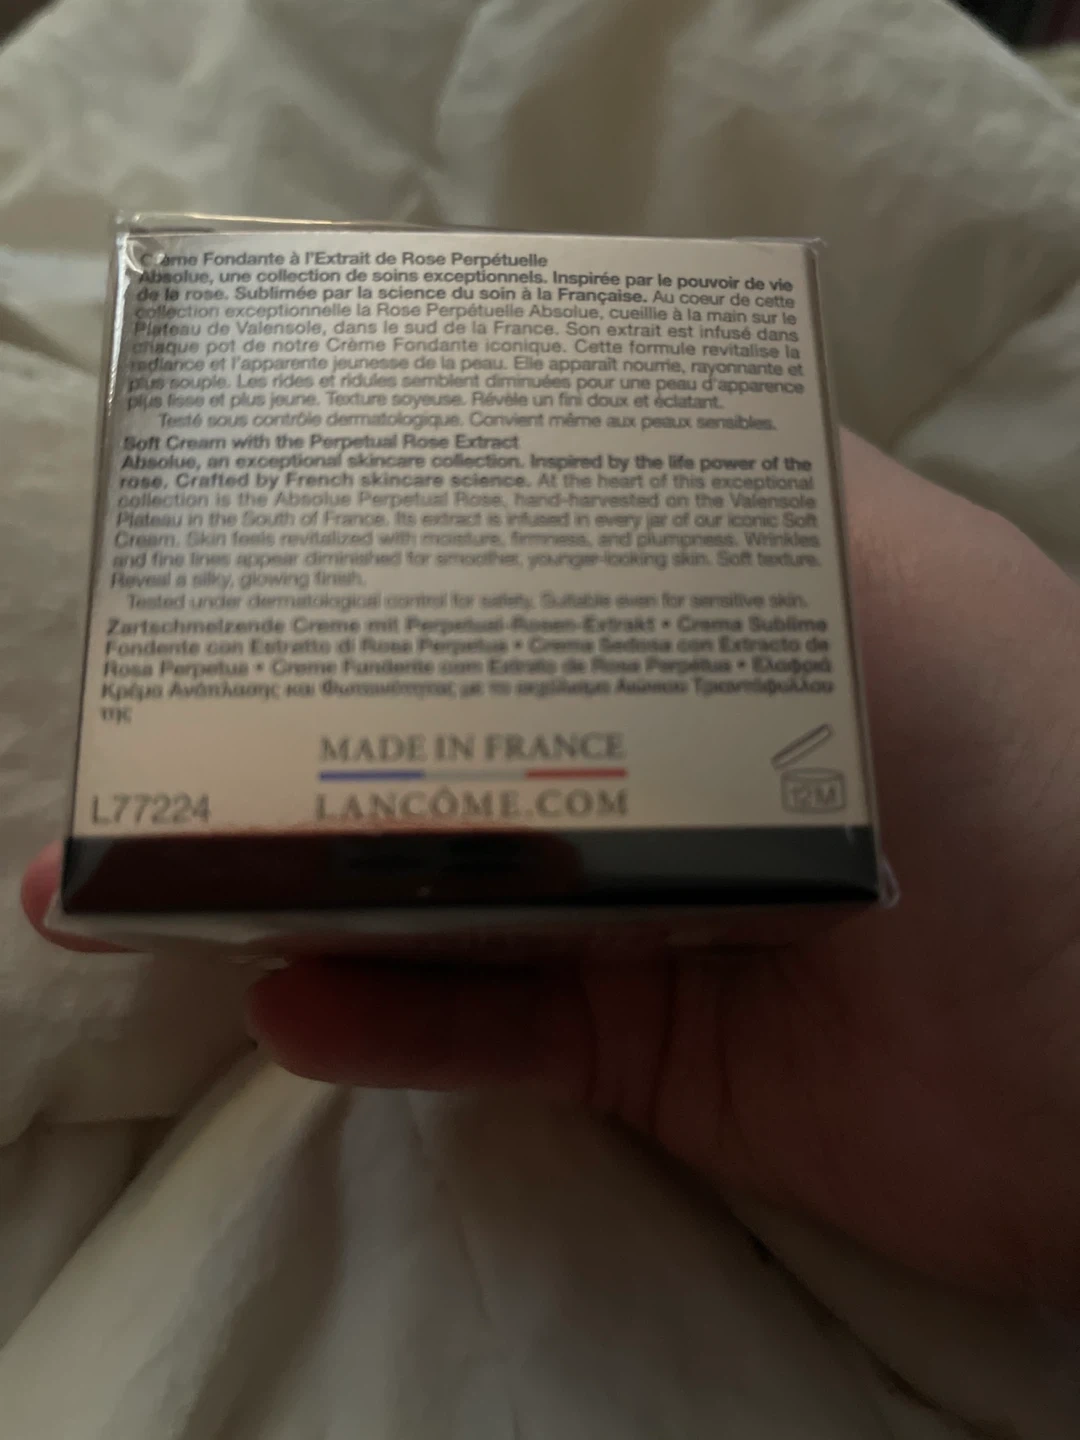 Crème Fondante à l'Extrait de Rose Perpétuelle
Absolue, une collection de soins exceptionnels. Inspirée par le pouvoir de vie
de la rose. Sublimée par la science du soin à la Française. Au coeur de cette
collection exceptionnelle la Rose Perpétuelle Absolue, cueillie à la main sur le
Plateau de Valensole, dans le sud de la France. Son extrait est infusé dans
chaque pot de notre Crème Fondante iconique. Cette formule revitalise la
radiance et l'apparente jeunesse de la peau. Elle apparaît nourrie, rayonnante et
plus souple. Les rides et ridules semblent diminuées pour une peau d'apparence
plus lisse et plus jeune. Texture soyeuse. Révèle un fini doux et éclatant.
Testé sous contrôle dermatologique. Convient même aux peaux sensibles.
Soft Cream with the Perpetual Rose Extract
Absolue, an exceptional skincare collection. Inspired by the life power of the
rose. Crafted by French skincare science. At the heart of this exceptional
collection is the Absolue Perpetual Rose, hand-harvested on the Valensole
Plateau in the South of France. Its extract is infused in every jar of our iconic Soft
Cream. Skin feels revitalized with moisture, firmness, and plumpness. Wrinkles
and fine lines appear diminished for smoother, younger-looking skin. Soft texture.
Reveal a silky, glowing finish.
Tested under dermatological control for safety. Suitable even for sensitive skin.
Zartschmelzende Creme mit Perpetual-Rosen-Extrakt • Crema Sublime
Fondente con Estratto di Rosa Perpetua • Crema Sedosa con Extracto de
Rosa Perpetua • Creme Fundente com Extrato de Rosa Perpétua • Ελαφριά
Κρέμα Ανάπλασης και
της
MADE IN FRANCE
L77224
LANCÔME.COM
12M